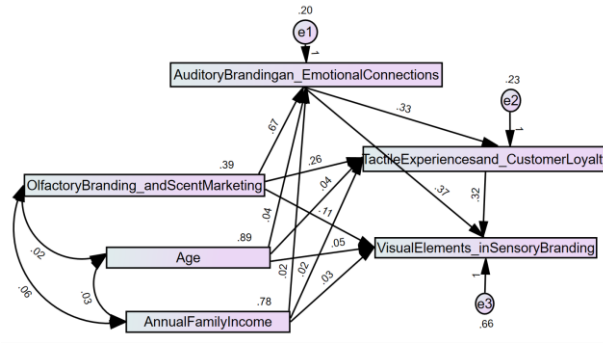 .20
e1
1
AuditoryBrandingan_EmotionalConnections
.23
e2
1
.33
.67
.39
.26
TactileExperiencesand_CustomerLoyalt
OlfactoryBranding_andScentMarketing
.04
.37
.32
.11
.04
.02
.89
.05
VisualElements_inSensoryBranding
Age
.02
.02
.06
.03
.78
.03
1
AnnualFamilyIncome
e3
.66